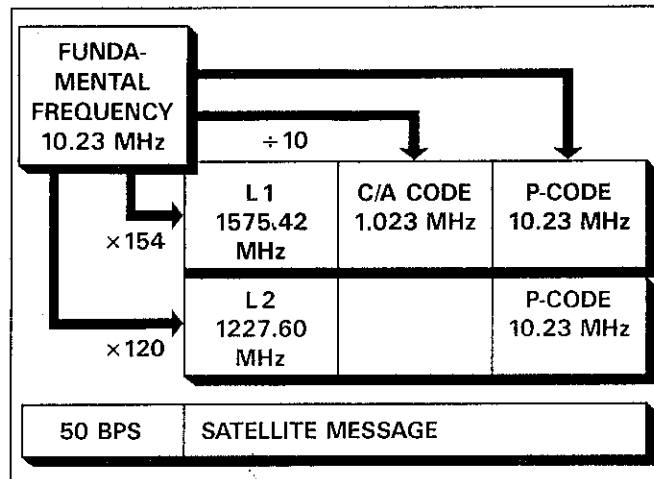 FUNDA-
MENTAL
FREQUENCY
10.23 MHz
÷10
×154
×120
L1
1575.42
MHz
C/A CODE
1.023 MHz
P-CODE
10.23 MHz
L2
1227.60
MHz
P-CODE
10.23 MHz
50 BPS
SATELLITE MESSAGE